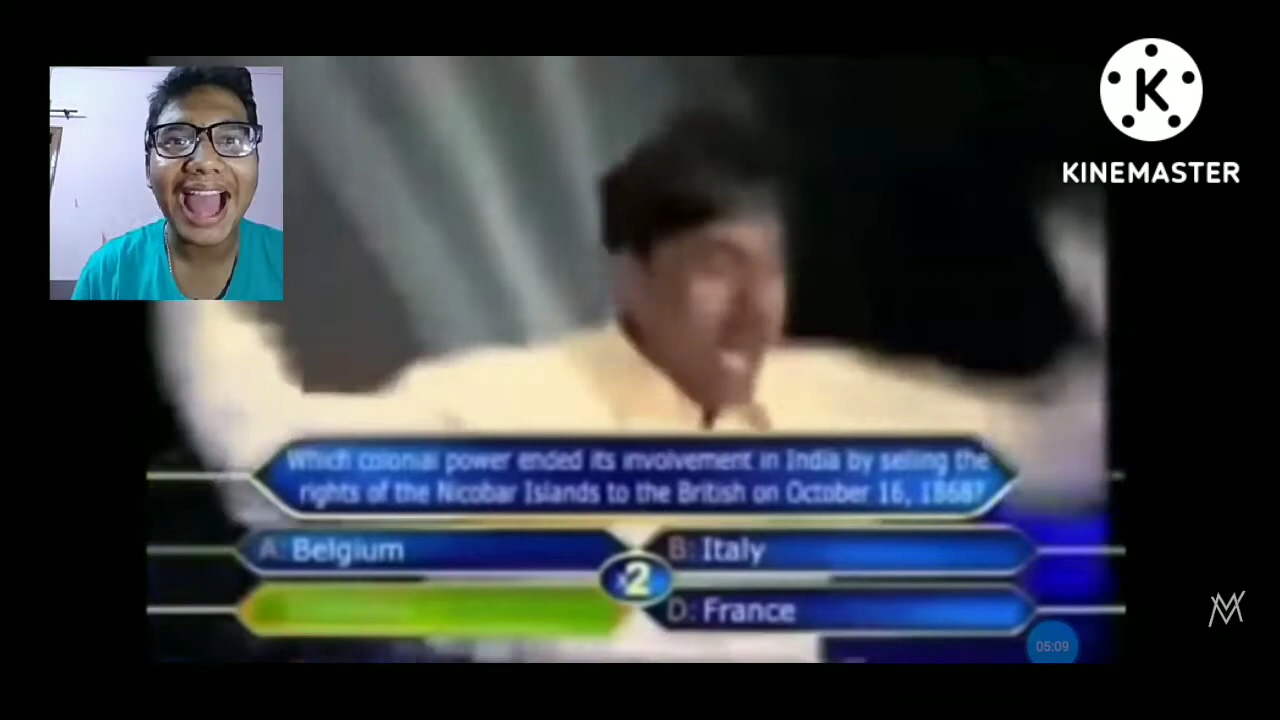 KINEMASTER
Which colonial power ended its involvement in India by selling the
rights of the Nicobar Islands to the British on October 16, 1868?
A: Belgium
B: Italy
x2
D: France
05:09